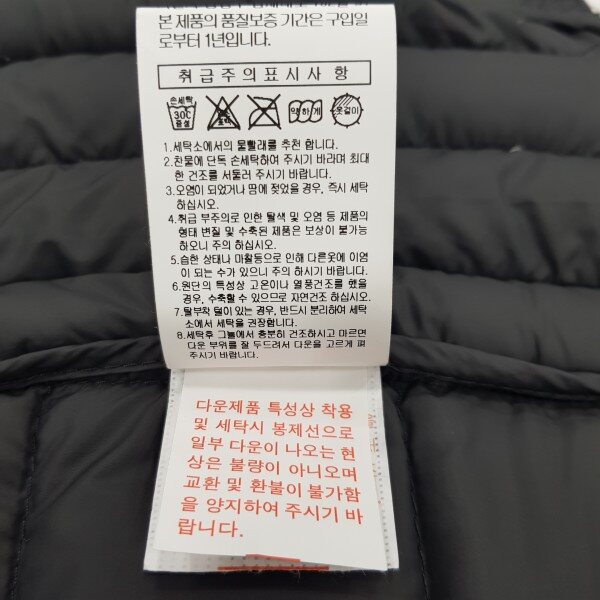 본 제품의 품질보증 기간은 구입일
로부터 1년입니다.
취급주의표시사항
손세탁
30℃
중성
표백
약하게
옷걸이
1.세탁소에서의 물빨래를 추천 합니다.
2.찬물에 단독 손세탁하여 주시기 바라며 최대
한 건조를 서둘러 주시기 바랍니다.
3.오염이 되었거나 땀에 젖었을 경우, 즉시 세탁
하십시오.
4.취급 부주의로 인한 탈색 및 오염 등 제품의
형태 변질 및 수축된 제품은 보상이 불가능
하오니 주의 하십시오.
5.습한 상태나 마찰등으로 인해 다른옷에 이염
이 되는 수가 있으니 주의 하시기 바랍니다.
6.원단의 특성상 고온이나 열풍건조를 했을
경우, 수축할 수 있으므로 자연건조 하십시오.
7.탈부착 털이 있는 경우, 반드시 분리하여 세탁
소에서 세탁을 권장합니다.
8.세탁후 그늘에서 충분히 건조하시고 마르면
다운 부위를 잘 두드려서 다운을 고르게 펴
주시기 바랍니다.
다운제품 특성상 착용
및 세탁시 봉제선으로
일부 다운이 나오는 현
상은 불량이 아니오며
교환 및 환불이 불가함
을 양지하여 주시기 바
랍니다.